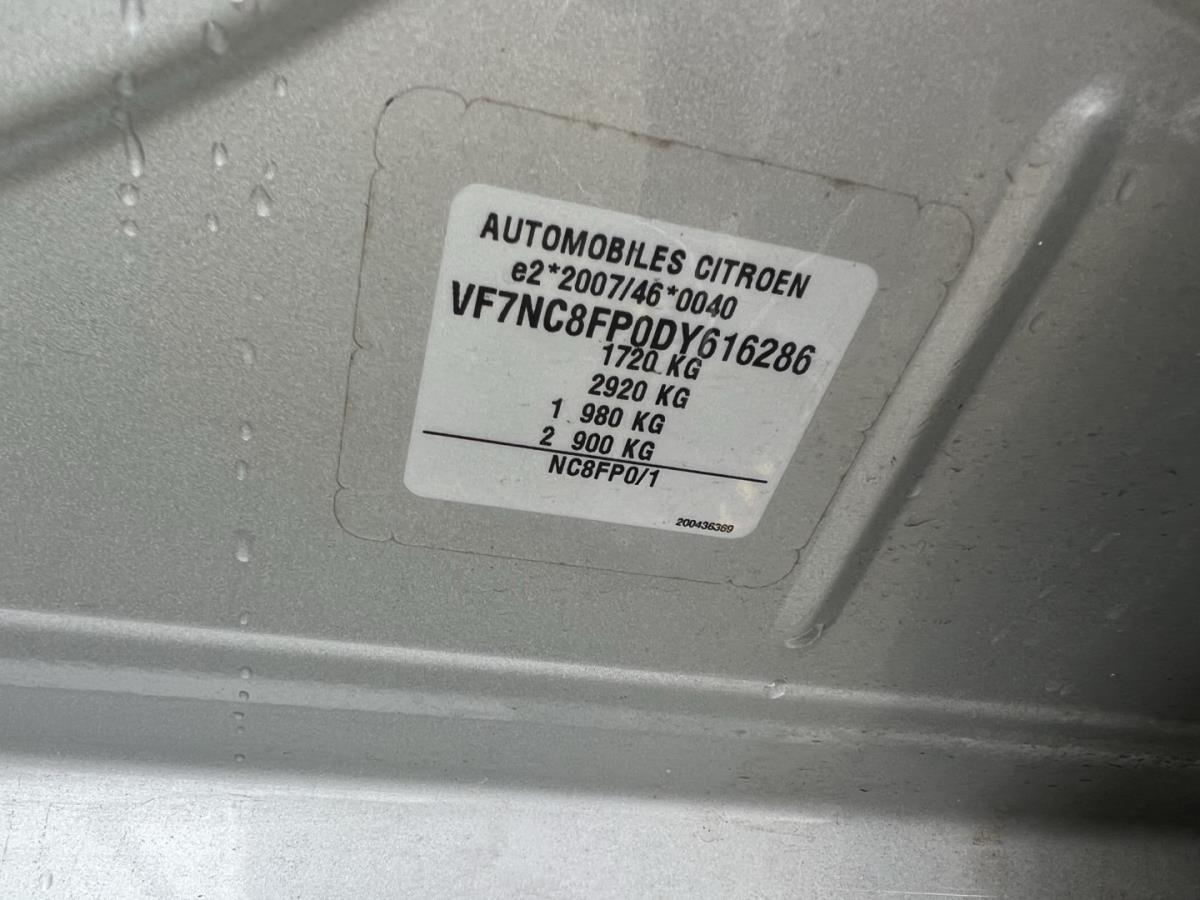 AUTOMOBILES CITROEN
e2*2007/46*0040
VF7NC8FP0DY616286
1720 KG
2920 KG
1 980 KG
2 900 KG
NC8FP0/1
200436369